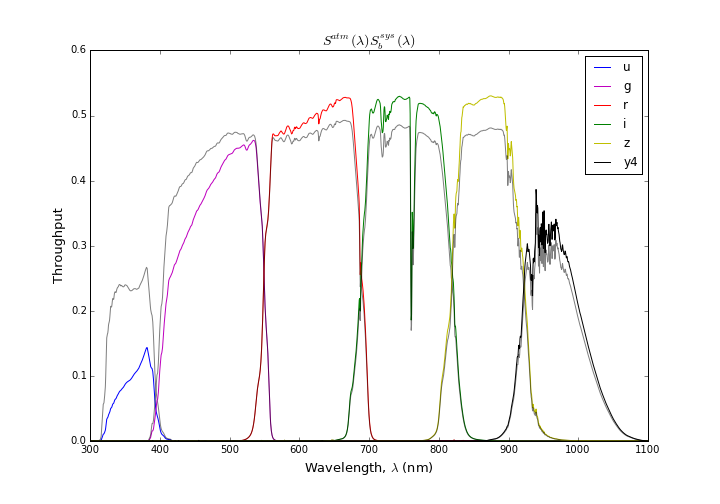 S^{atm}(λ)S_b^{sys}(λ)
0.6
0.5
0.4
0.3
0.2
0.1
0.0
Throughput
300 400 500 600 700 800 900 1000 1100
Wavelength, λ (nm)
u
g
r
i
z
y4